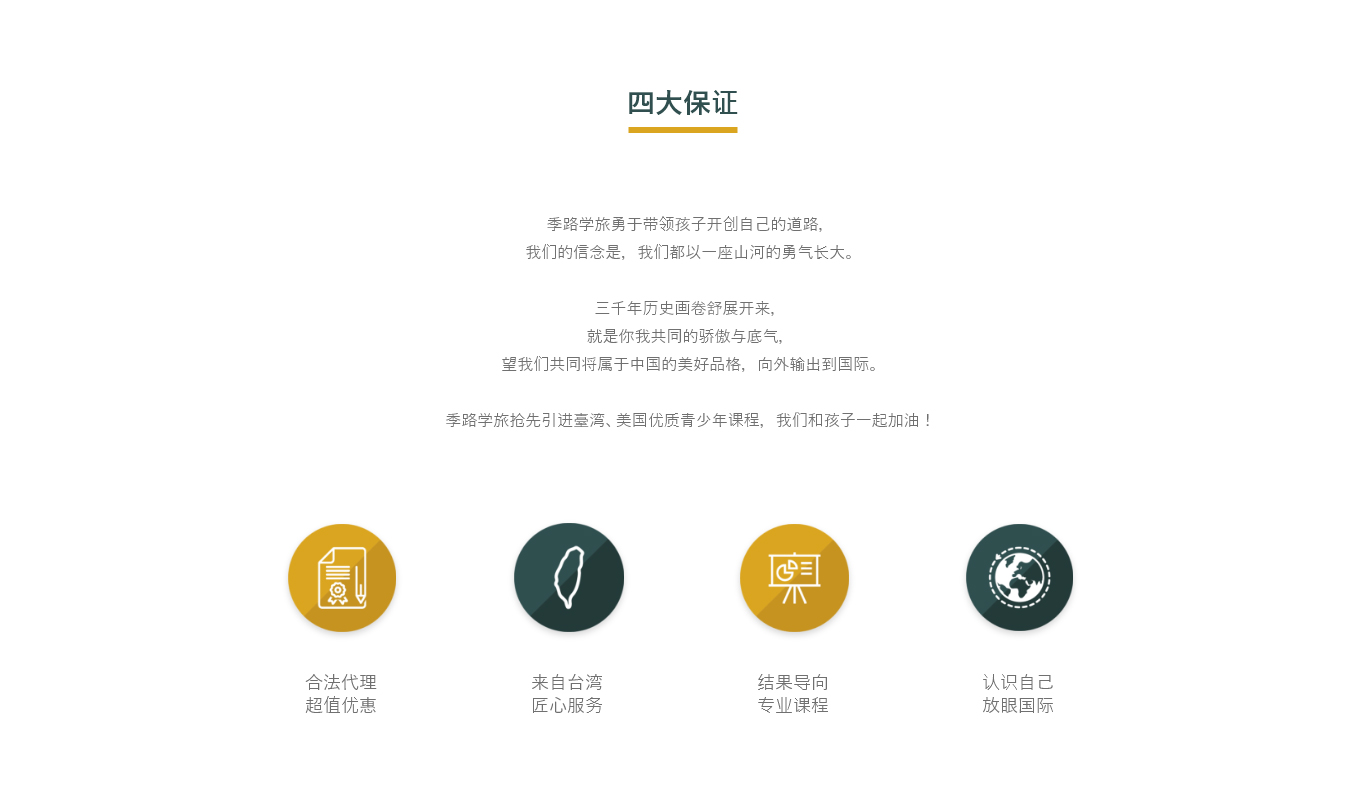 四大保证
季路学旅勇于带领孩子开创自己的道路,
我们的信念是，我们都以一座山河的勇气长大。
三千年历史画卷舒展开来,
就是你我共同的骄傲与底气,
望我们共同将属于中国的美好品格，向外输出到国际。
季路学旅抢先引进臺湾、美国优质青少年课程，我们和孩子一起加油！
合法代理
超值优惠
来自台湾
匠心服务
结果导向
专业课程
认识自己
放眼国际